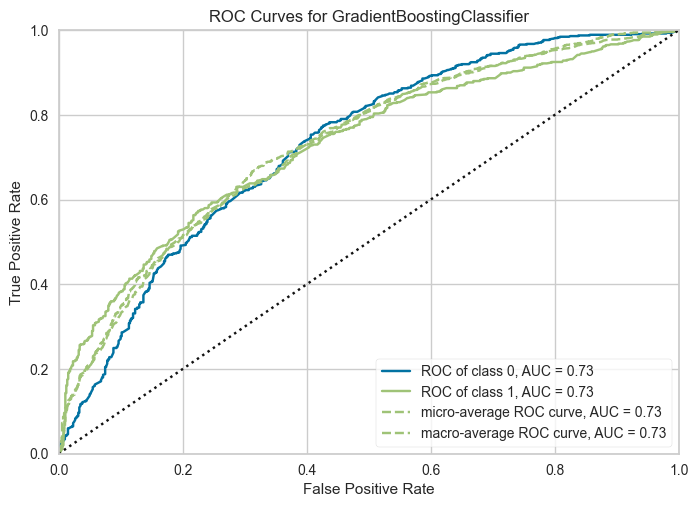 ROC Curves for GradientBoostingClassifier
True Positive Rate
1.0
0.8
0.6
0.4
0.2
0.0
ROC of class 0, AUC = 0.73
ROC of class 1, AUC = 0.73
micro-average ROC curve, AUC = 0.73
macro-average ROC curve, AUC = 0.73
0.0 0.2 0.4 0.6 0.8 1.0
False Positive Rate